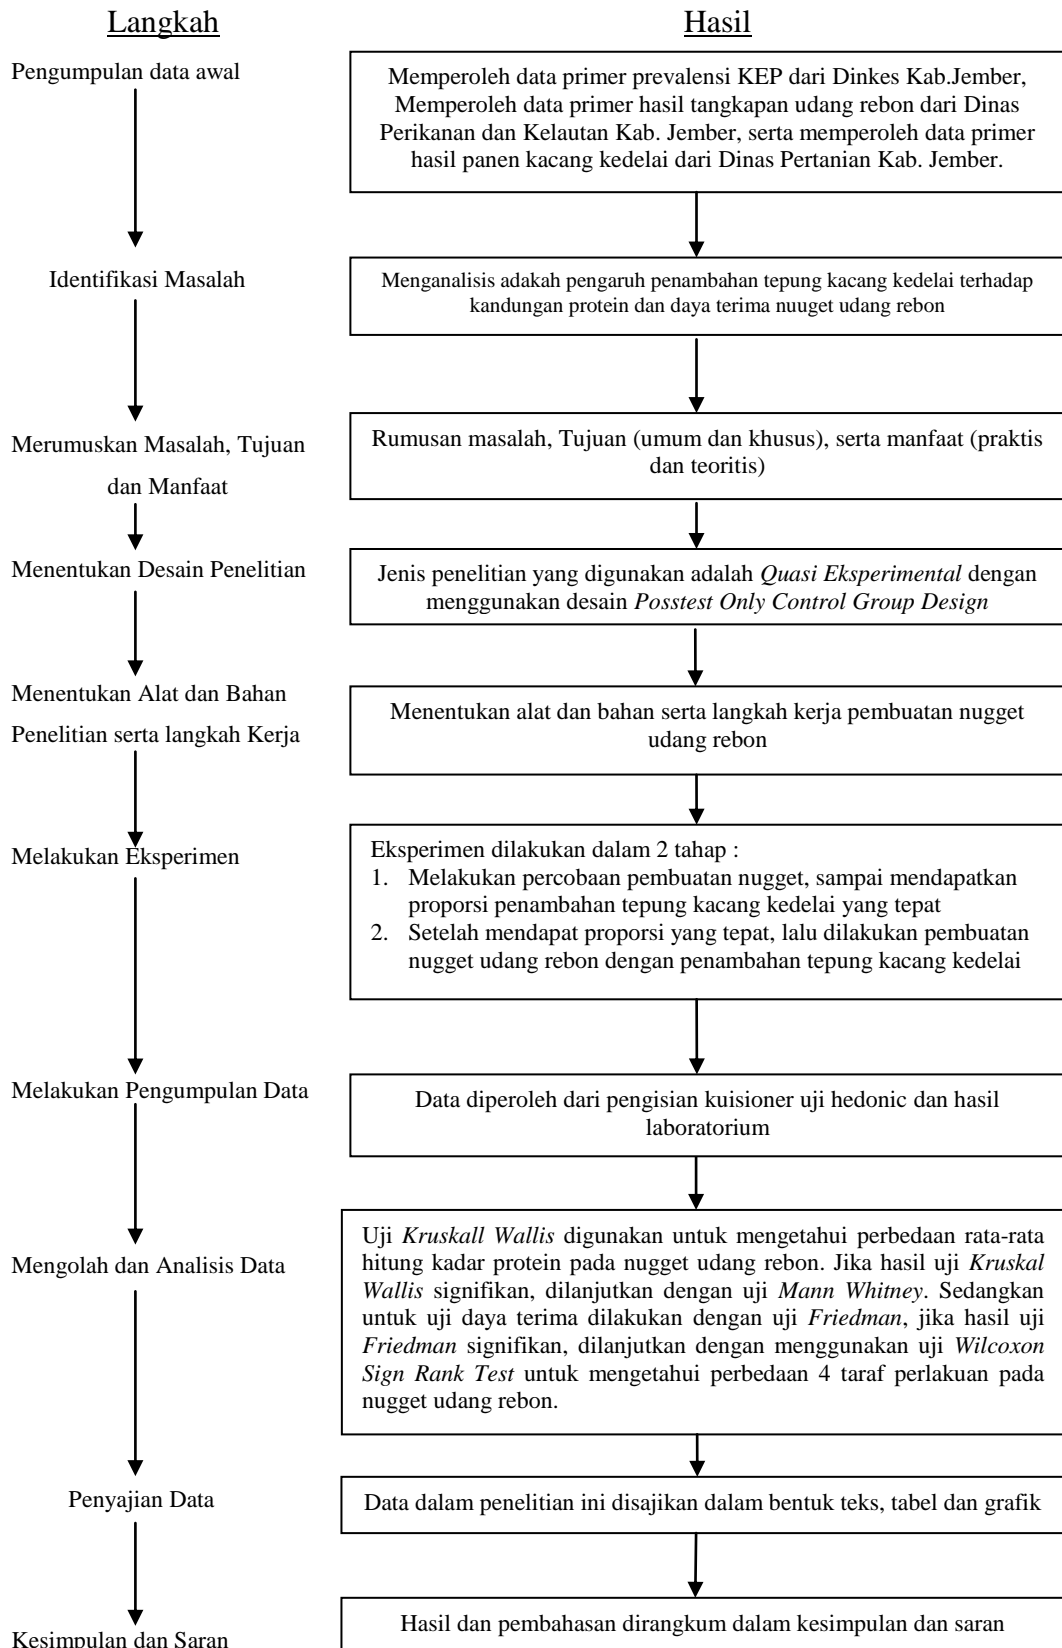 Langkah
Hasil
Pengumpulan data awal
Memperoleh data primer prevalensi KEP dari Dinkes Kab.Jember,
Memperoleh data primer hasil tangkapan udang rebon dari Dinas
Perikanan dan Kelautan Kab. Jember, serta memperoleh data primer
hasil panen kacang kedelai dari Dinas Pertanian Kab. Jember.
Identifikasi Masalah
Menganalisis adakah pengaruh penambahan tepung kacang kedelai terhadap
kandungan protein dan daya terima nuuget udang rebon
Merumuskan Masalah, Tujuan
dan Manfaat
Rumusan masalah, Tujuan (umum dan khusus), serta manfaat (praktis
dan teoritis)
Menentukan Desain Penelitian
Jenis penelitian yang digunakan adalah Quasi Eksperimental dengan
menggunakan desain Posstest Only Control Group Design
Menentukan Alat dan Bahan
Penelitian serta langkah Kerja
Menentukan alat dan bahan serta langkah kerja pembuatan nugget
udang rebon
Melakukan Eksperimen
Eksperimen dilakukan dalam 2 tahap :
1. Melakukan percobaan pembuatan nugget, sampai mendapatkan
proporsi penambahan tepung kacang kedelai yang tepat
2. Setelah mendapat proporsi yang tepat, lalu dilakukan pembuatan
nugget udang rebon dengan penambahan tepung kacang kedelai
Melakukan Pengumpulan Data
Data diperoleh dari pengisian kuisioner uji hedonic dan hasil
laboratorium
Mengolah dan Analisis Data
Uji Kruskall Wallis digunakan untuk mengetahui perbedaan rata-rata
hitung kadar protein pada nugget udang rebon. Jika hasil uji Kruskal
Wallis signifikan, dilanjutkan dengan uji Mann Whitney. Sedangkan
untuk uji daya terima dilakukan dengan uji Friedman, jika hasil uji
Friedman signifikan, dilanjutkan dengan menggunakan uji Wilcoxon
Sign Rank Test untuk mengetahui perbedaan 4 taraf perlakuan pada
nugget udang rebon.
Penyajian Data
Data dalam penelitian ini disajikan dalam bentuk teks, tabel dan grafik
Kesimpulan dan Saran
Hasil dan pembahasan dirangkum dalam kesimpulan dan saran